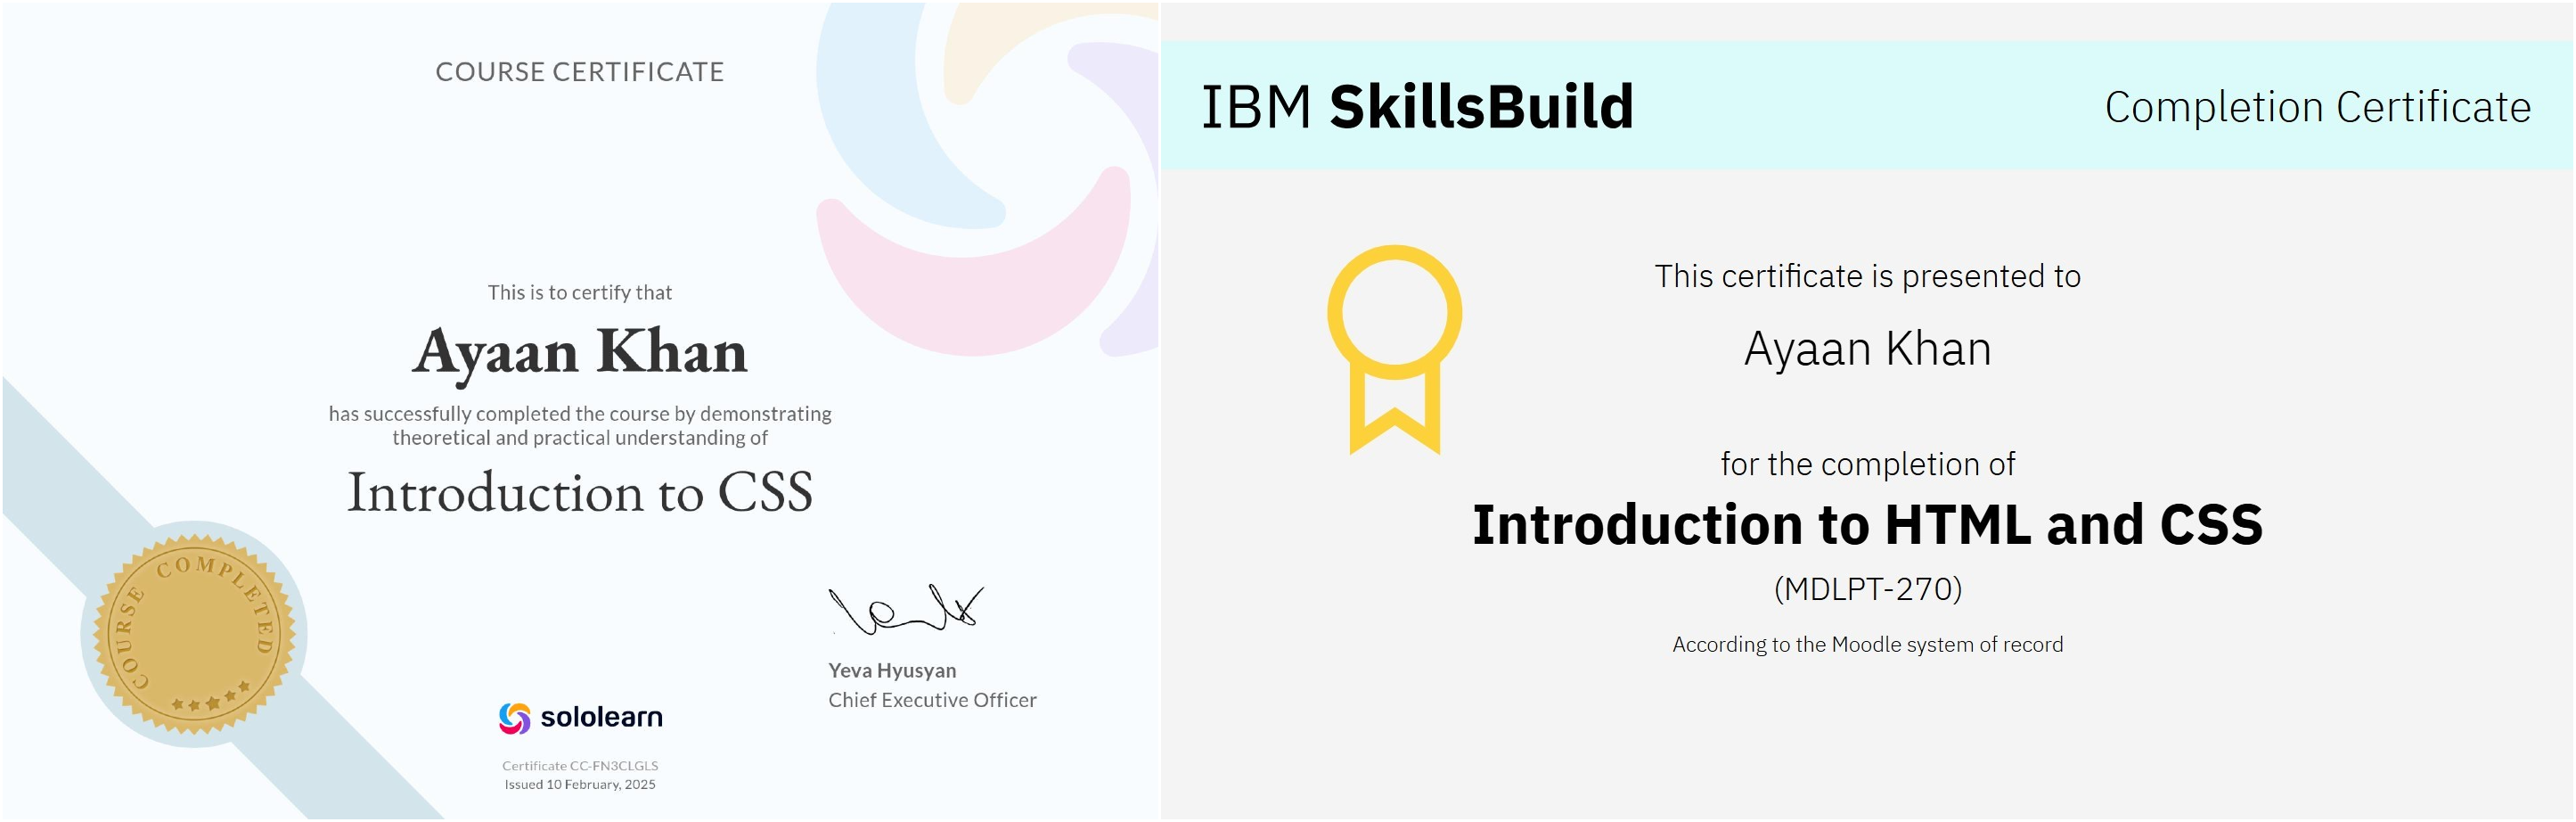 COURSE CERTIFICATE
This is to certify that
Ayaan Khan
has successfully completed the course by demonstrating
theoretical and practical understanding of
Introduction to CSS
COURSE COMPLETED
Yeva Hyusyan
Chief Executive Officer
sololearn
Certificate CC-FN3CLGLS
Issued 10 February, 2025
IBM SkillsBuild
Completion Certificate
This certificate is presented to
Ayaan Khan
for the completion of
Introduction to HTML and CSS
(MDLPT-270)
According to the Moodle system of record